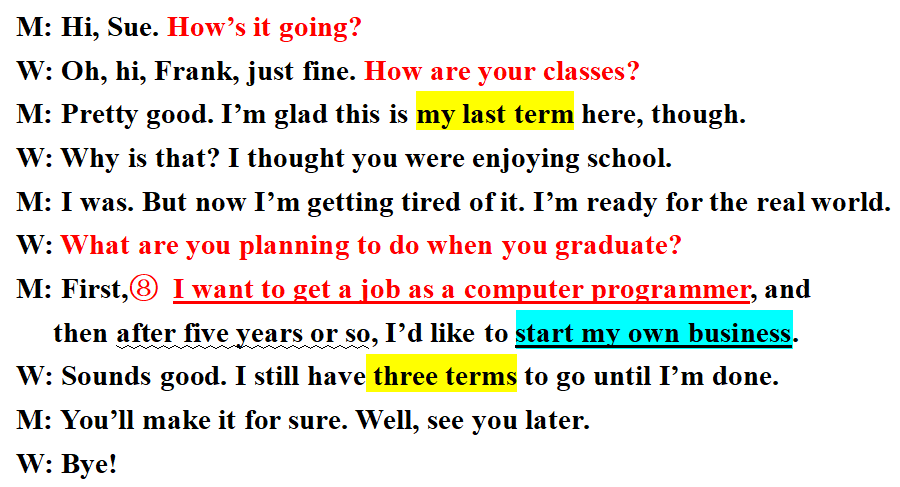 M: Hi, Sue. How's it going?
W: Oh, hi, Frank, just fine. How are your classes?
M: Pretty good. I'm glad this is my last term here, though.
W: Why is that? I thought you were enjoying school.
M: I was. But now I'm getting tired of it. I'm ready for the real world.
W: What are you planning to do when you graduate?
M: First,⑧ I want to get a job as a computer programmer, and
then after five years or so, I'd like to start my own business.
W: Sounds good. I still have three terms to go until I'm done.
M: You'll make it for sure. Well, see you later.
W: Bye!